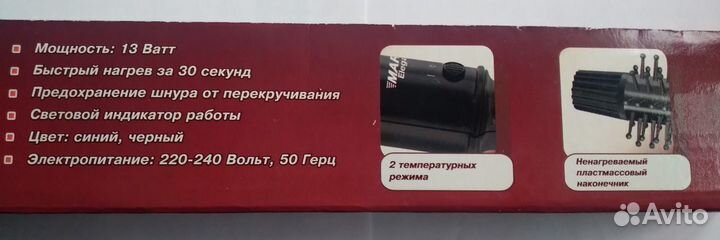 Мощность: 13 Ватт
Быстрый нагрев за 30 секунд
Предохранение шнура от перекручивания
Световой индикатор работы
Цвет: синий, черный
Электропитание: 220-240 Вольт, 50 Герц
2 температурных
режима
Ненагреваемый
пластмассовый
наконечник
Avito